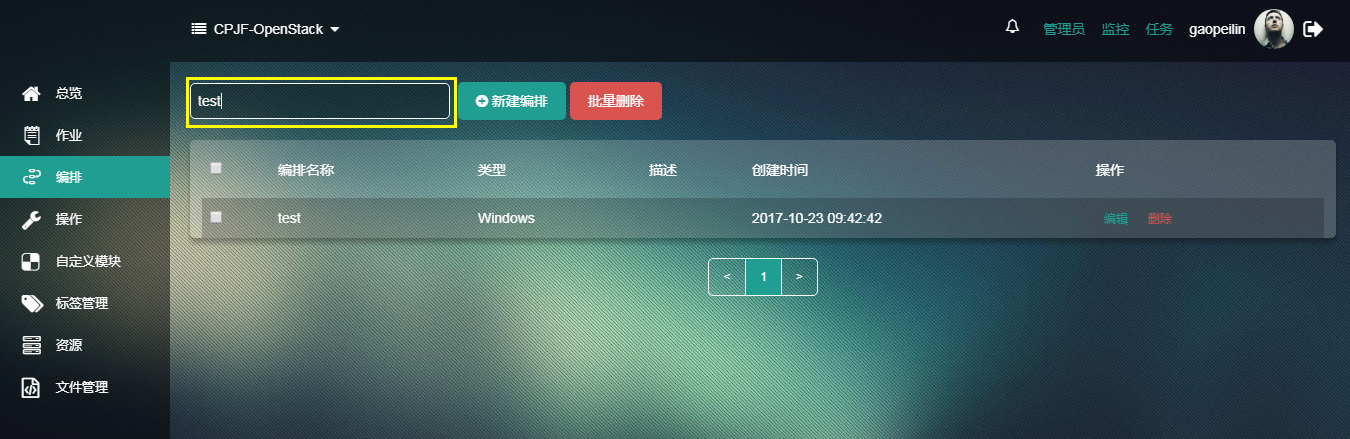 CPJF-OpenStack
管理员 监控 任务 gaopeilin
总览
作业
编排
操作
自定义模块
标签管理
资源
文件管理
test 新建编排 批量删除
编排名称 类型 描述 创建时间 操作
test Windows 2017-10-23 09:42:42 编辑 删除
< 1 >